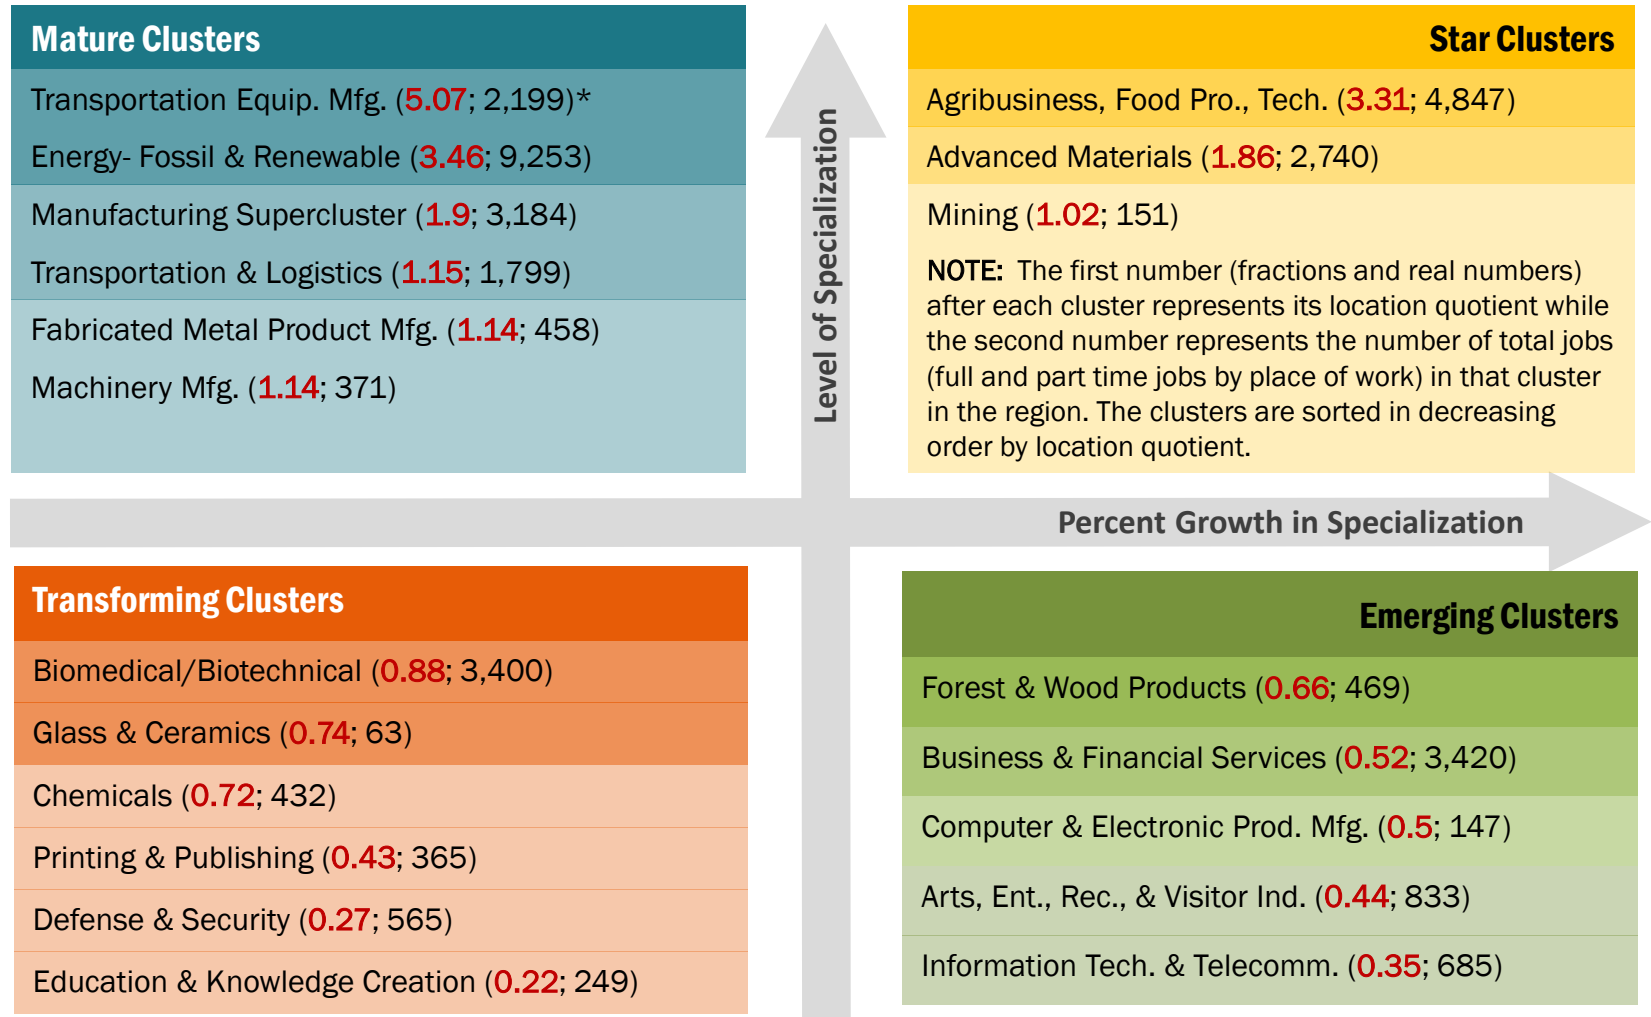 Mature Clusters
Transportation Equip. Mfg. (5.07; 2,199)*
Energy- Fossil & Renewable (3.46; 9,253)
Manufacturing Supercluster (1.9; 3,184)
Transportation & Logistics (1.15; 1,799)
Fabricated Metal Product Mfg. (1.14; 458)
Machinery Mfg. (1.14; 371)
Level of Specialization
Star Clusters
Agribusiness, Food Pro., Tech. (3.31; 4,847)
Advanced Materials (1.86; 2,740)
Mining (1.02; 151)
NOTE: The first number (fractions and real numbers)
after each cluster represents its location quotient while
the second number represents the number of total jobs
(full and part time jobs by place of work) in that cluster
in the region. The clusters are sorted in decreasing
order by location quotient.
Percent Growth in Specialization
Transforming Clusters
Biomedical/Biotechnical (0.88; 3,400)
Glass & Ceramics (0.74; 63)
Chemicals (0.72; 432)
Printing & Publishing (0.43; 365)
Defense & Security (0.27; 565)
Education & Knowledge Creation (0.22; 249)
Emerging Clusters
Forest & Wood Products (0.66; 469)
Business & Financial Services (0.52; 3,420)
Computer & Electronic Prod. Mfg. (0.5; 147)
Arts, Ent., Rec., & Visitor Ind. (0.44; 833)
Information Tech. & Telecomm. (0.35; 685)